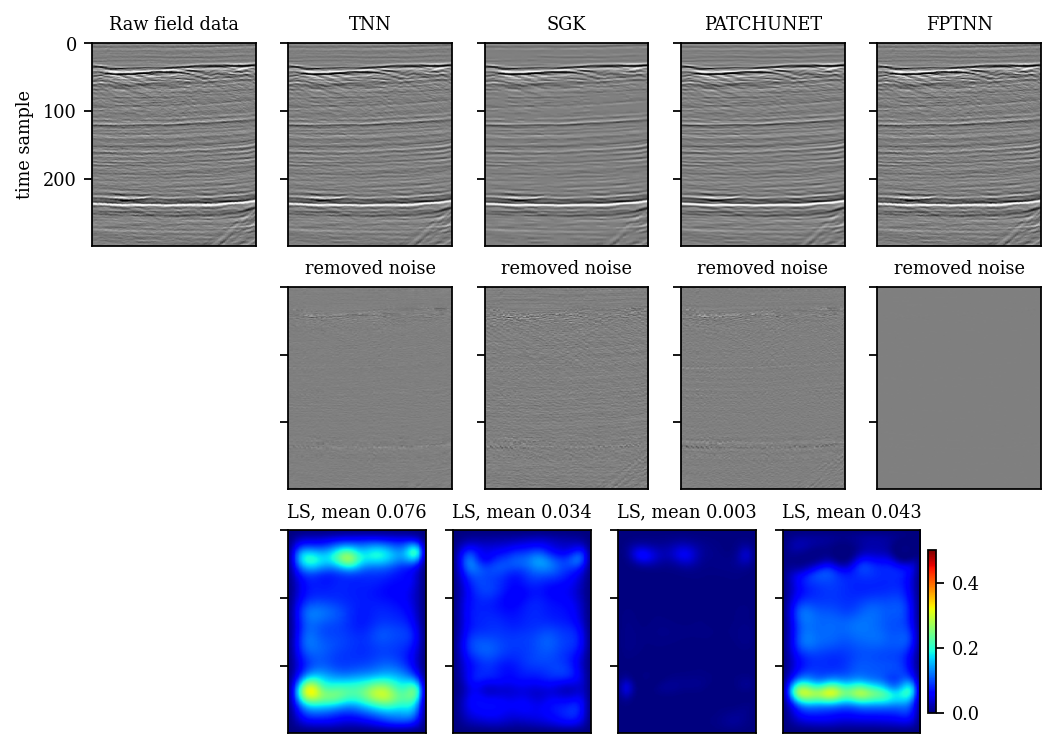 Raw field data TNN SGK PATCHUNET FPTNN
0
100
200
time sample
removed noise removed noise removed noise removed noise
LS, mean 0.076 LS, mean 0.034 LS, mean 0.003 LS, mean 0.043
0.4
0.2
0.0